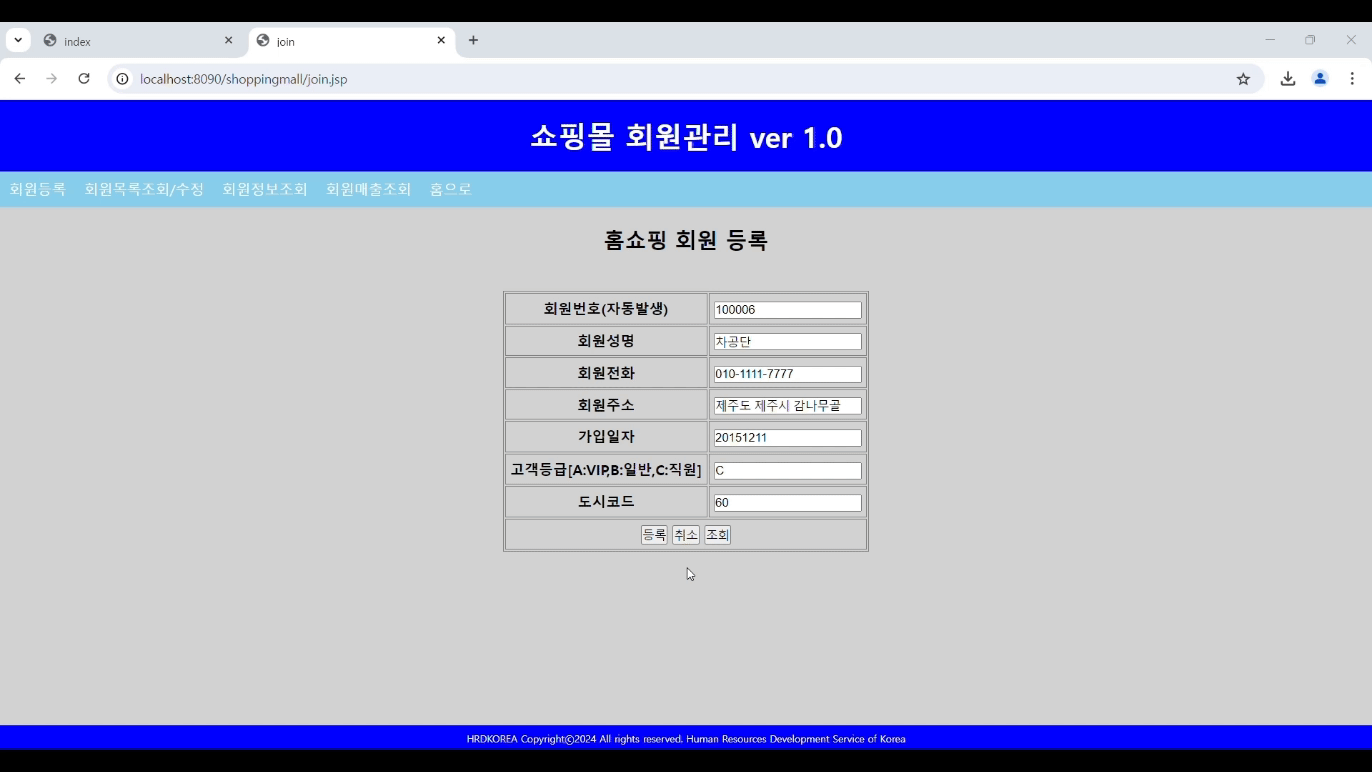 index
join
localhost:8090/shoppingmall/join.jsp
쇼핑몰 회원관리 ver 1.0
회원등록 회원목록조회/수정 회원정보조회 회원매출조회 홈으로
홈쇼핑 회원 등록
회원번호(자동발생) 100006
회원성명 차공단
회원전화 010-1111-7777
회원주소 제주도 제주시 감나무골
가입일자 20151211
고객등급[A:VIP,B:일반,C:직원] C
도시코드 60
등록 취소 조회
HRDKOREA Copyright©2024 All rights reserved. Human Resources Development Service of Korea